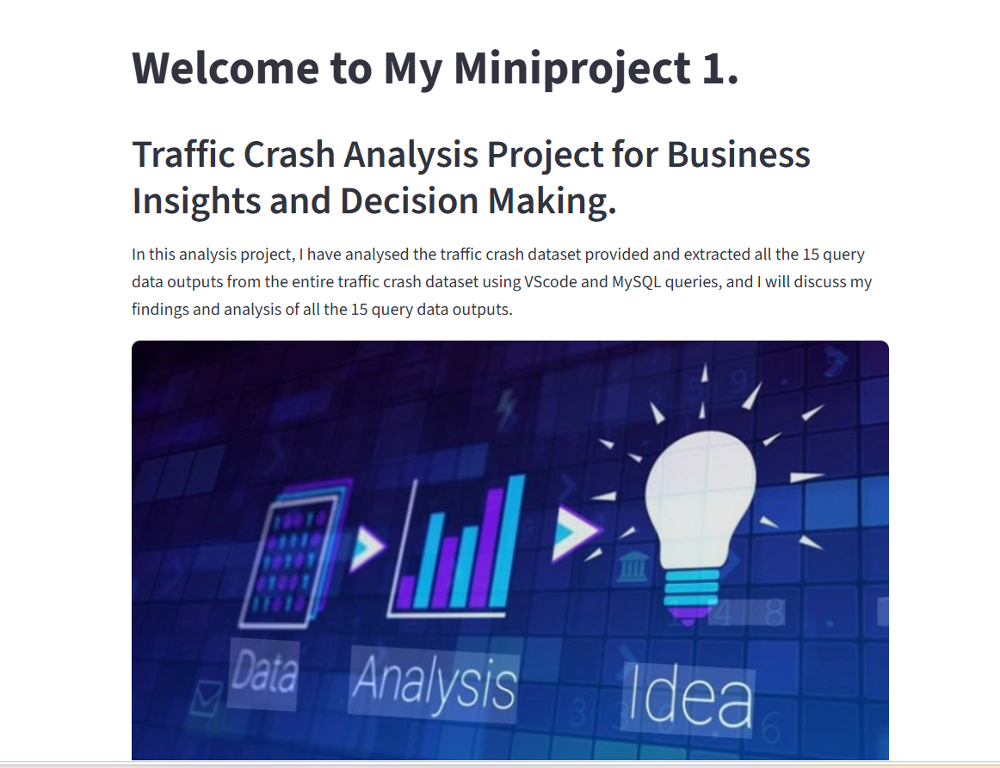 Welcome to My Miniproject 1.
Traffic Crash Analysis Project for Business
Insights and Decision Making.
In this analysis project, I have analysed the traffic crash dataset provided and extracted all the 15 query
data outputs from the entire traffic crash dataset using VScode and MySQL queries, and I will discuss my
findings and analysis of all the 15 query data outputs.
Data
Analysis
Idea